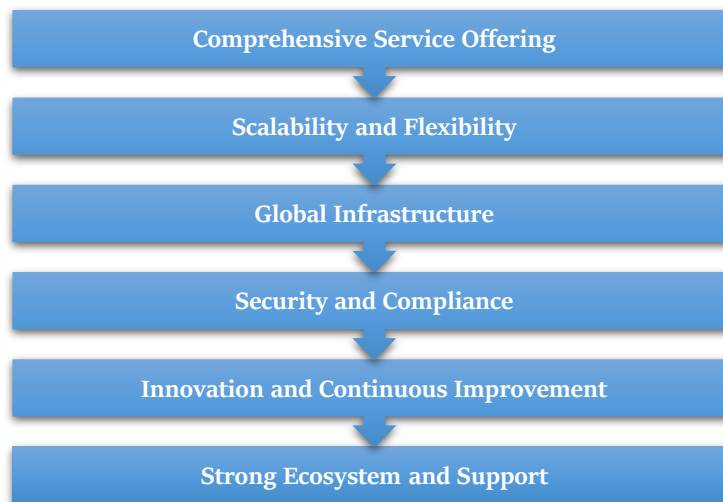 Comprehensive Service Offering
Scalability and Flexibility
Global Infrastructure
Security and Compliance
Innovation and Continuous Improvement
Strong Ecosystem and Support